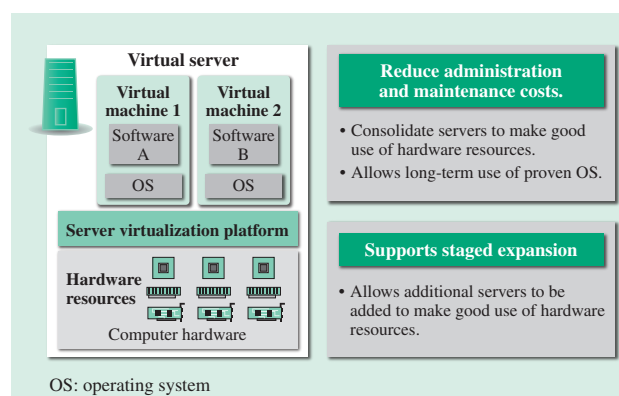 Virtual server
Virtual
machine 1
Software
A
OS
Virtual
machine 2
Software
B
OS
Server virtualization platform
Hardware
resources
Computer hardware
Reduce administration
and maintenance costs.
• Consolidate servers to make good
use of hardware resources.
• Allows long-term use of proven OS.
Supports staged expansion
• Allows additional servers to be
added to make good use of hardware
resources.
OS: operating system